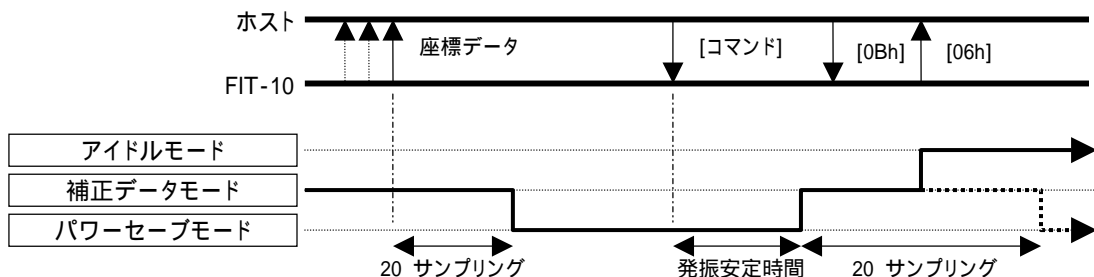 ホスト
座標データ
[コマンド]
[0Bh]
[06h]
FIT-10
アイドルモード
補正データモード
パワーセーブモード
20 サンプリング
発振安定時間
20 サンプリング